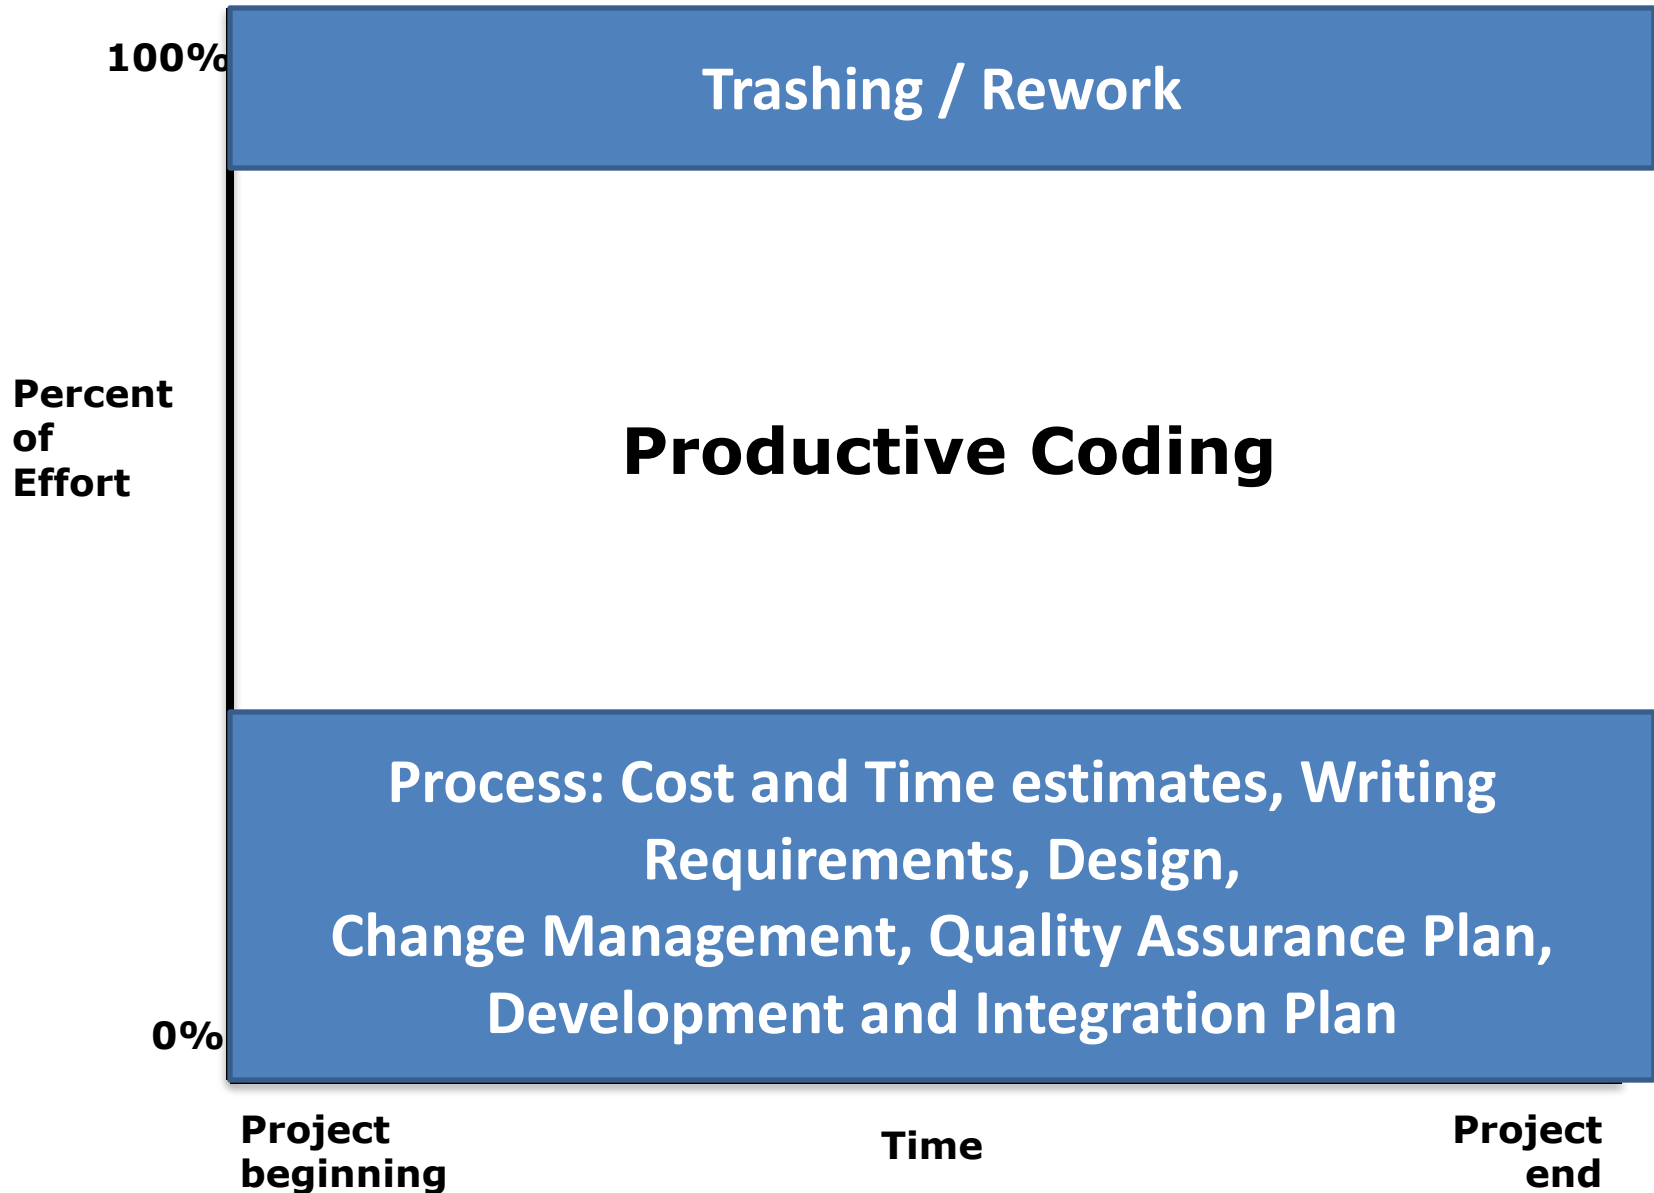 100%
Trashing / Rework
Percent
of
Effort
Productive Coding
Process: Cost and Time estimates, Writing
Requirements, Design,
Change Management, Quality Assurance Plan,
Development and Integration Plan
0%
Project
beginning
Time
Project
end